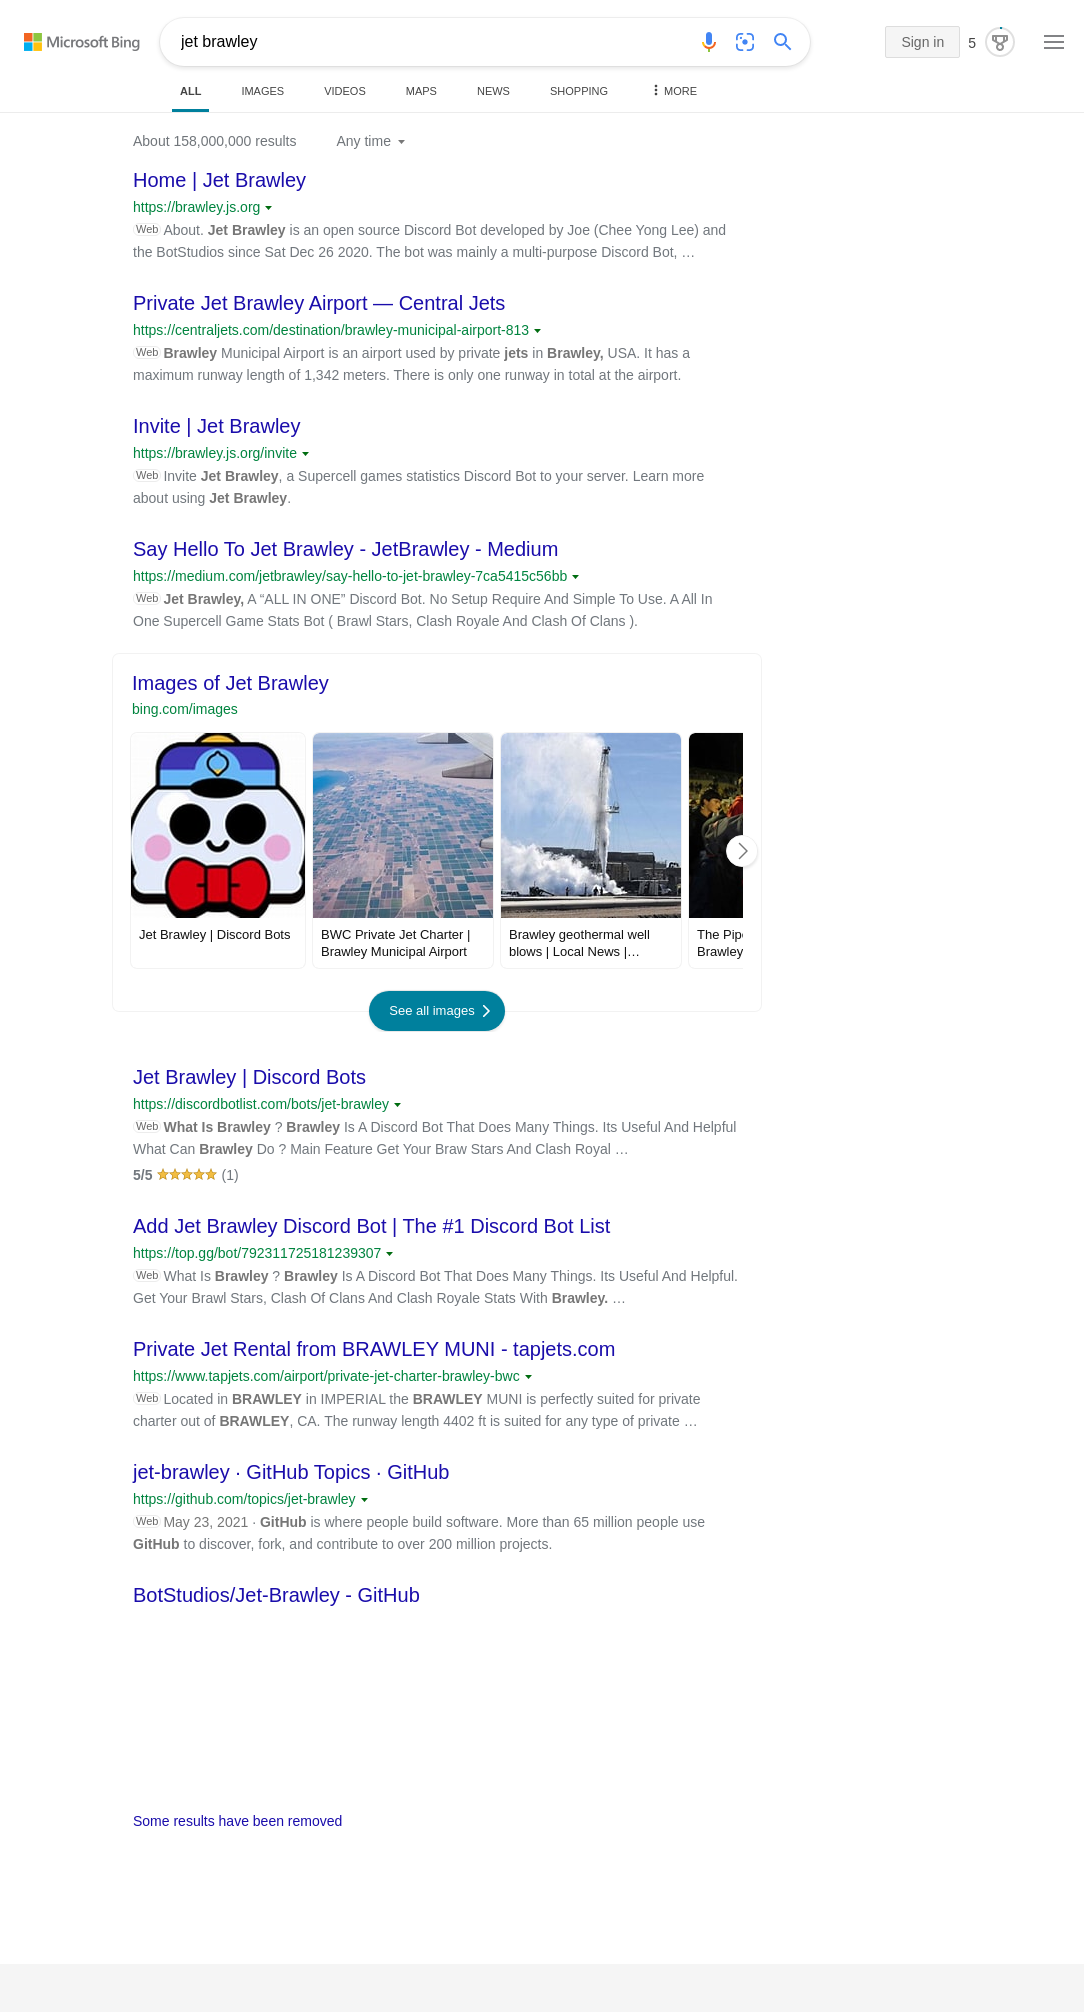 Microsoft Bing
jet brawley
Sign in
5
ALL
IMAGES
VIDEOS
MAPS
NEWS
SHOPPING
MORE
About 158,000,000 results
Any time
Home | Jet Brawley
https://brawley.js.org
Web About. Jet Brawley is an open source Discord Bot developed by Joe (Chee Yong Lee) and
the BotStudios since Sat Dec 26 2020. The bot was mainly a multi-purpose Discord Bot, …
Private Jet Brawley Airport — Central Jets
https://centraljets.com/destination/brawley-municipal-airport-813
Web Brawley Municipal Airport is an airport used by private jets in Brawley, USA. It has a
maximum runway length of 1,342 meters. There is only one runway in total at the airport.
Invite | Jet Brawley
https://brawley.js.org/invite
Web Invite Jet Brawley, a Supercell games statistics Discord Bot to your server. Learn more
about using Jet Brawley.
Say Hello To Jet Brawley - JetBrawley - Medium
https://medium.com/jetbrawley/say-hello-to-jet-brawley-7ca5415c56bb
Web Jet Brawley, A “ALL IN ONE” Discord Bot. No Setup Require And Simple To Use. A All In
One Supercell Game Stats Bot ( Brawl Stars, Clash Royale And Clash Of Clans ).
Images of Jet Brawley
bing.com/images
Jet Brawley | Discord Bots
BWC Private Jet Charter |
Brawley Municipal Airport
Brawley geothermal well
blows | Local News |…
The Pip
Brawley
See all images
Jet Brawley | Discord Bots
https://discordbotlist.com/bots/jet-brawley
Web What Is Brawley ? Brawley Is A Discord Bot That Does Many Things. Its Useful And Helpful
What Can Brawley Do ? Main Feature Get Your Braw Stars And Clash Royal …
5/5 (1)
Add Jet Brawley Discord Bot | The #1 Discord Bot List
https://top.gg/bot/792311725181239307
Web What Is Brawley ? Brawley Is A Discord Bot That Does Many Things. Its Useful And Helpful.
Get Your Brawl Stars, Clash Of Clans And Clash Royale Stats With Brawley. …
Private Jet Rental from BRAWLEY MUNI - tapjets.com
https://www.tapjets.com/airport/private-jet-charter-brawley-bwc
Web Located in BRAWLEY in IMPERIAL the BRAWLEY MUNI is perfectly suited for private
charter out of BRAWLEY, CA. The runway length 4402 ft is suited for any type of private …
jet-brawley · GitHub Topics · GitHub
https://github.com/topics/jet-brawley
Web May 23, 2021 · GitHub is where people build software. More than 65 million people use
GitHub to discover, fork, and contribute to over 200 million projects.
BotStudios/Jet-Brawley - GitHub
Some results have been removed